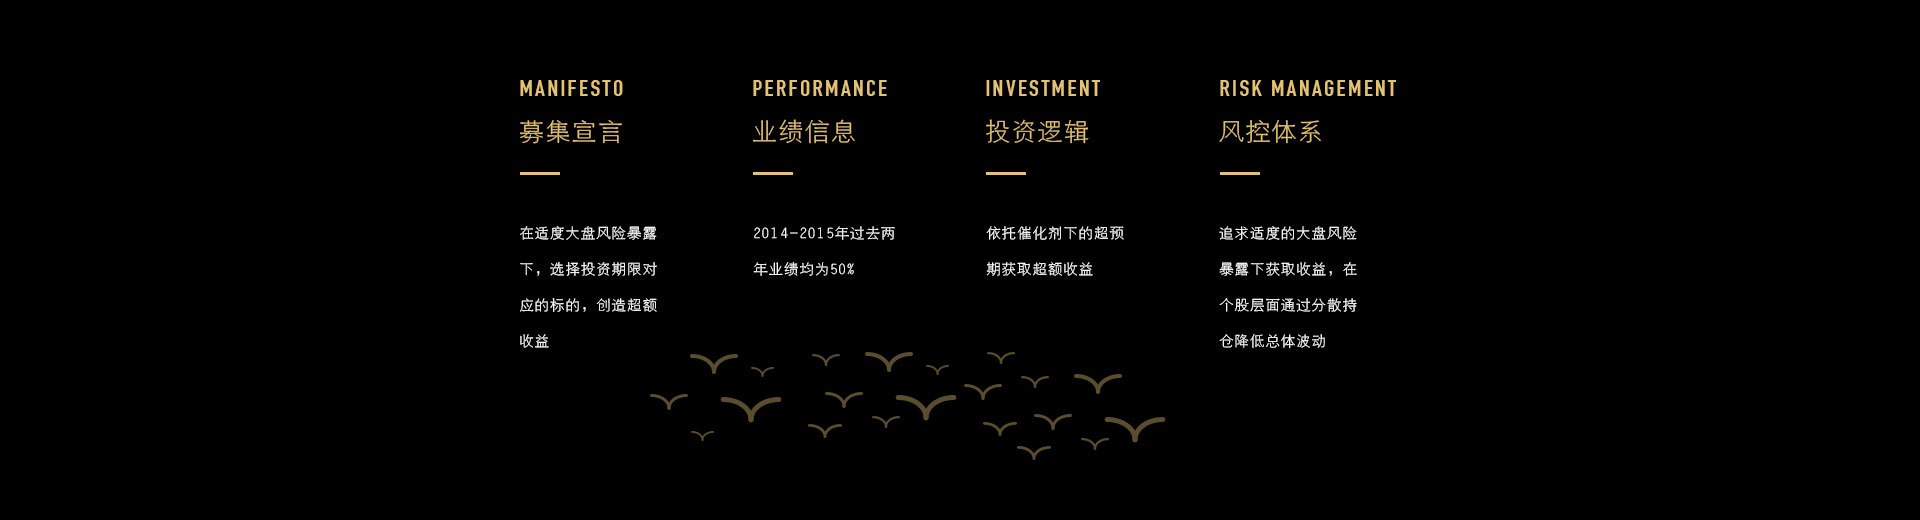 MANIFESTO
募集宣言
在适度大盘风险暴露
下，选择投资期限对
应的标的，创造超额
收益
PERFORMANCE
业绩信息
2014-2015年过去两
年业绩均为50%
INVESTMENT
投资逻辑
依托催化剂下的超预
期获取超额收益
RISK MANAGEMENT
风控体系
追求适度的大盘风险
暴露下获取收益，在
个股层面通过分散持
仓降低总体波动